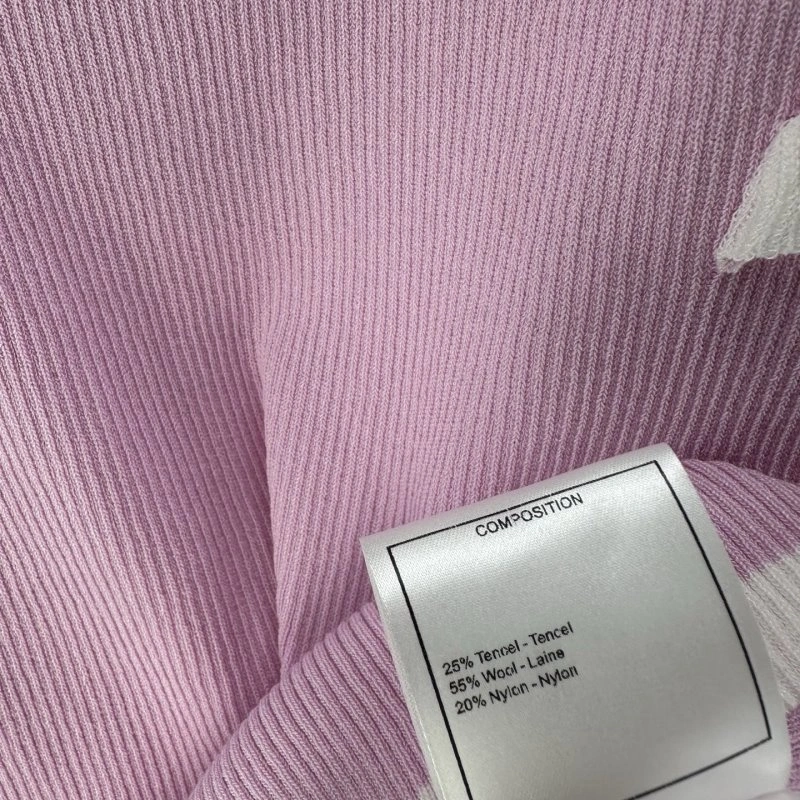 COMPOSITION
25% Tencel - Tencel
55% Wool - Laine
20% Nylon - Nylon